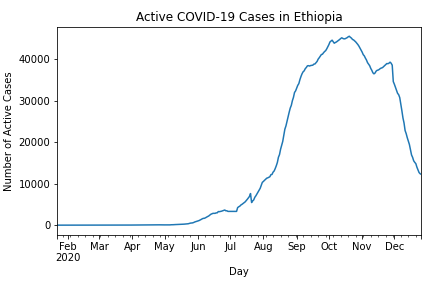 Active COVID-19 Cases in Ethiopia
Number of Active Cases
40000
30000
20000
10000
0
Feb Mar Apr May Jun Jul Aug Sep Oct Nov Dec
2020
Day